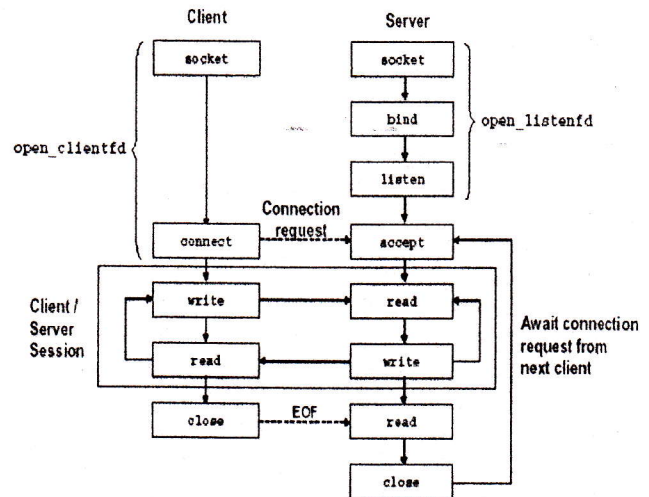 Client
Server
socket
socket
open_clientfd
bind
open_listenfd
listen
Connection
request
connect
accept
Client /
Server
Session
write
read
Await connection
request from
next client
read
write
close
EOF
read
close